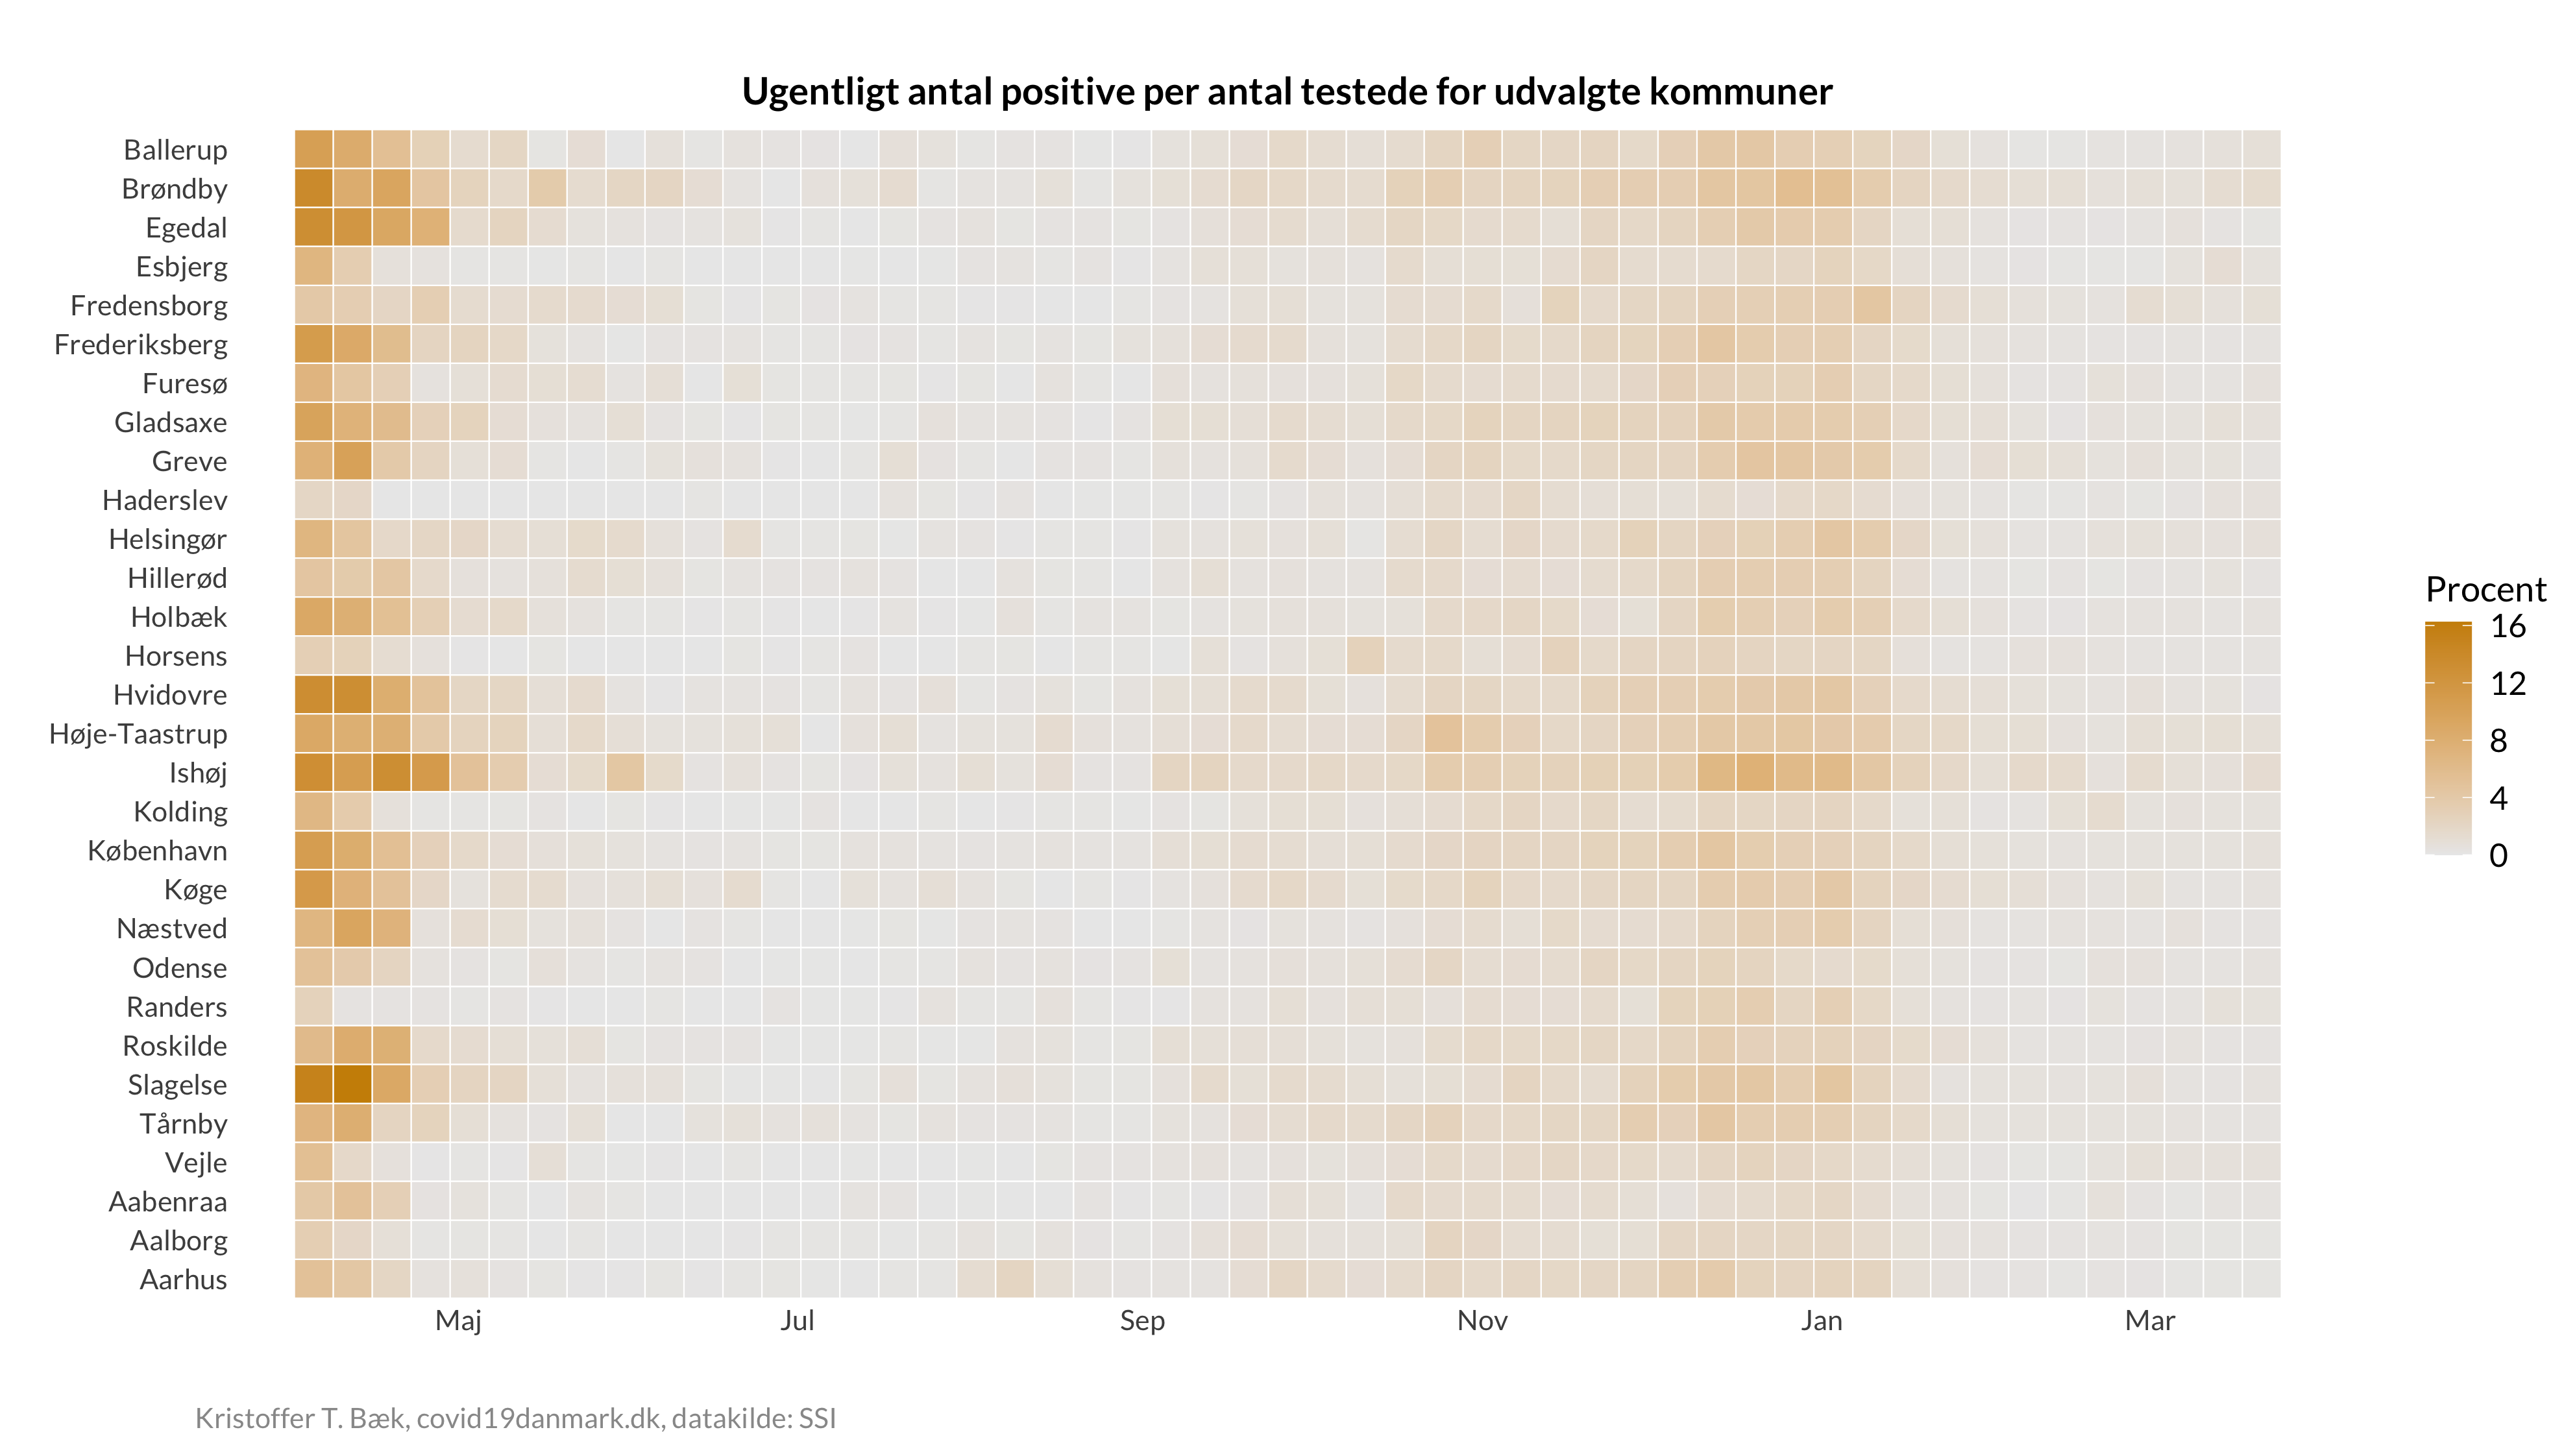 Ugentligt antal positive per antal testede for udvalgte kommuner
Ballerup
Brøndby
Egedal
Esbjerg
Fredensborg
Frederiksberg
Furesø
Gladsaxe
Greve
Haderslev
Helsingør
Hillerød
Holbæk
Horsens
Hvidovre
Høje-Taastrup
Ishøj
Kolding
København
Køge
Næstved
Odense
Randers
Roskilde
Slagelse
Tårnby
Vejle
Aabenraa
Aalborg
Aarhus
Maj Jul Sep Nov Jan Mar
Procent
16
12
8
4
0
Kristoffer T. Bæk, covid19danmark.dk, datakilde: SSI